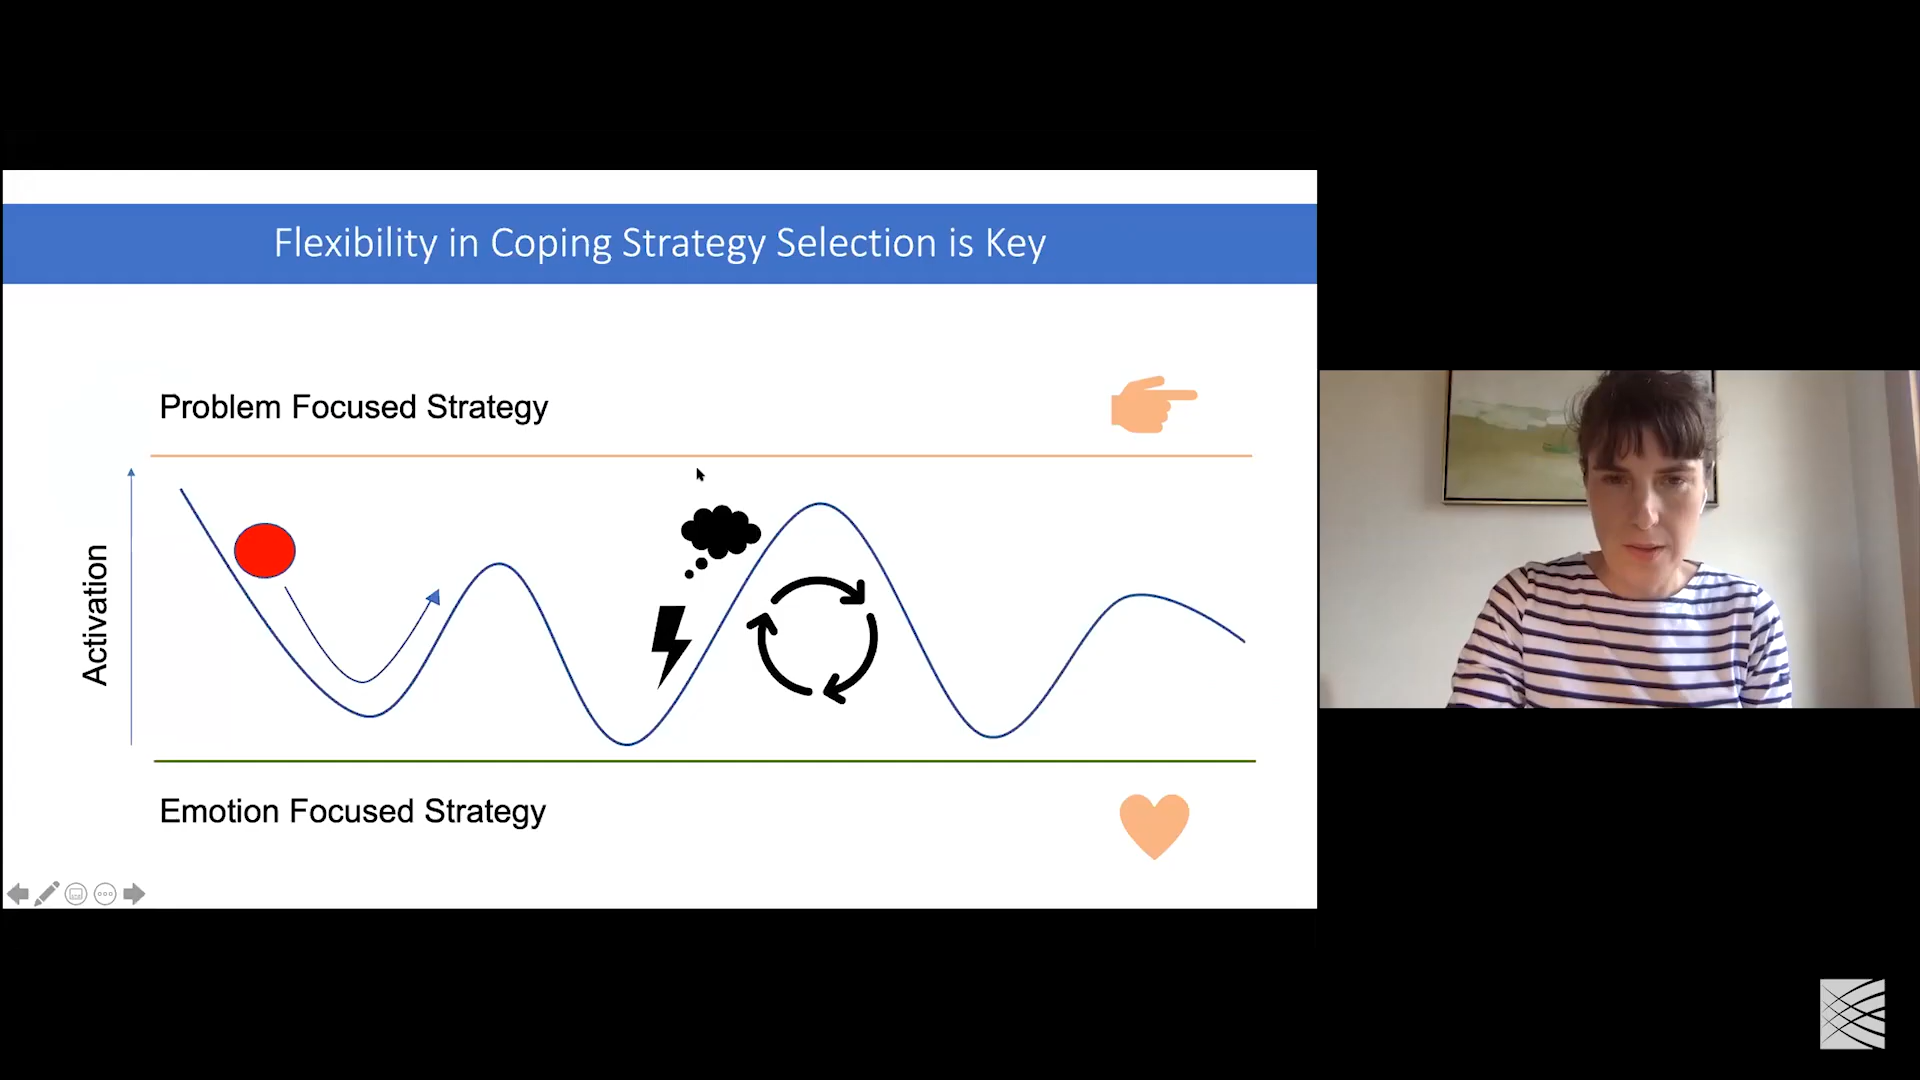 Flexibility in Coping Strategy Selection is Key
Problem Focused Strategy
Activation
Emotion Focused Strategy